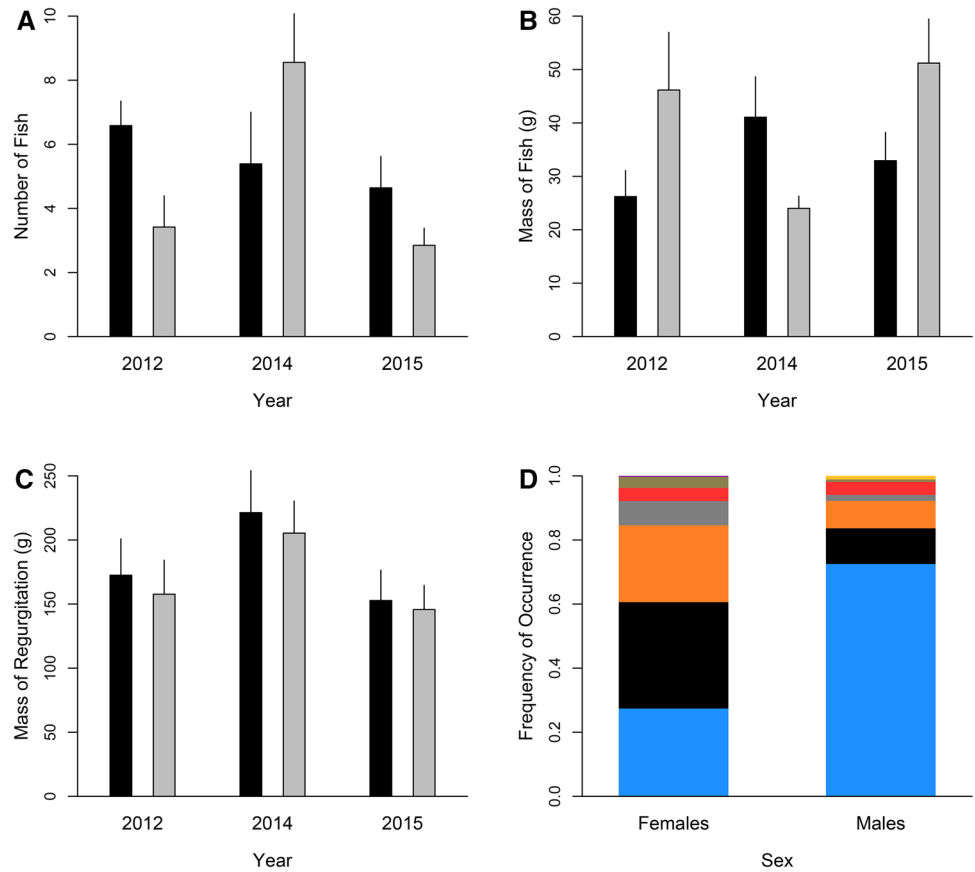 A
Number of Fish
10
8
6
4
2
0
2012 2014 2015
Year
B
Mass of Fish (g)
60
50
40
30
20
10
0
2012 2014 2015
Year
C
Mass of Regurgitation (g)
250
200
150
100
50
0
2012 2014 2015
Year
D
Frequency of Occurrence
1.0
0.8
0.6
0.4
0.2
0.0
Females Males
Sex